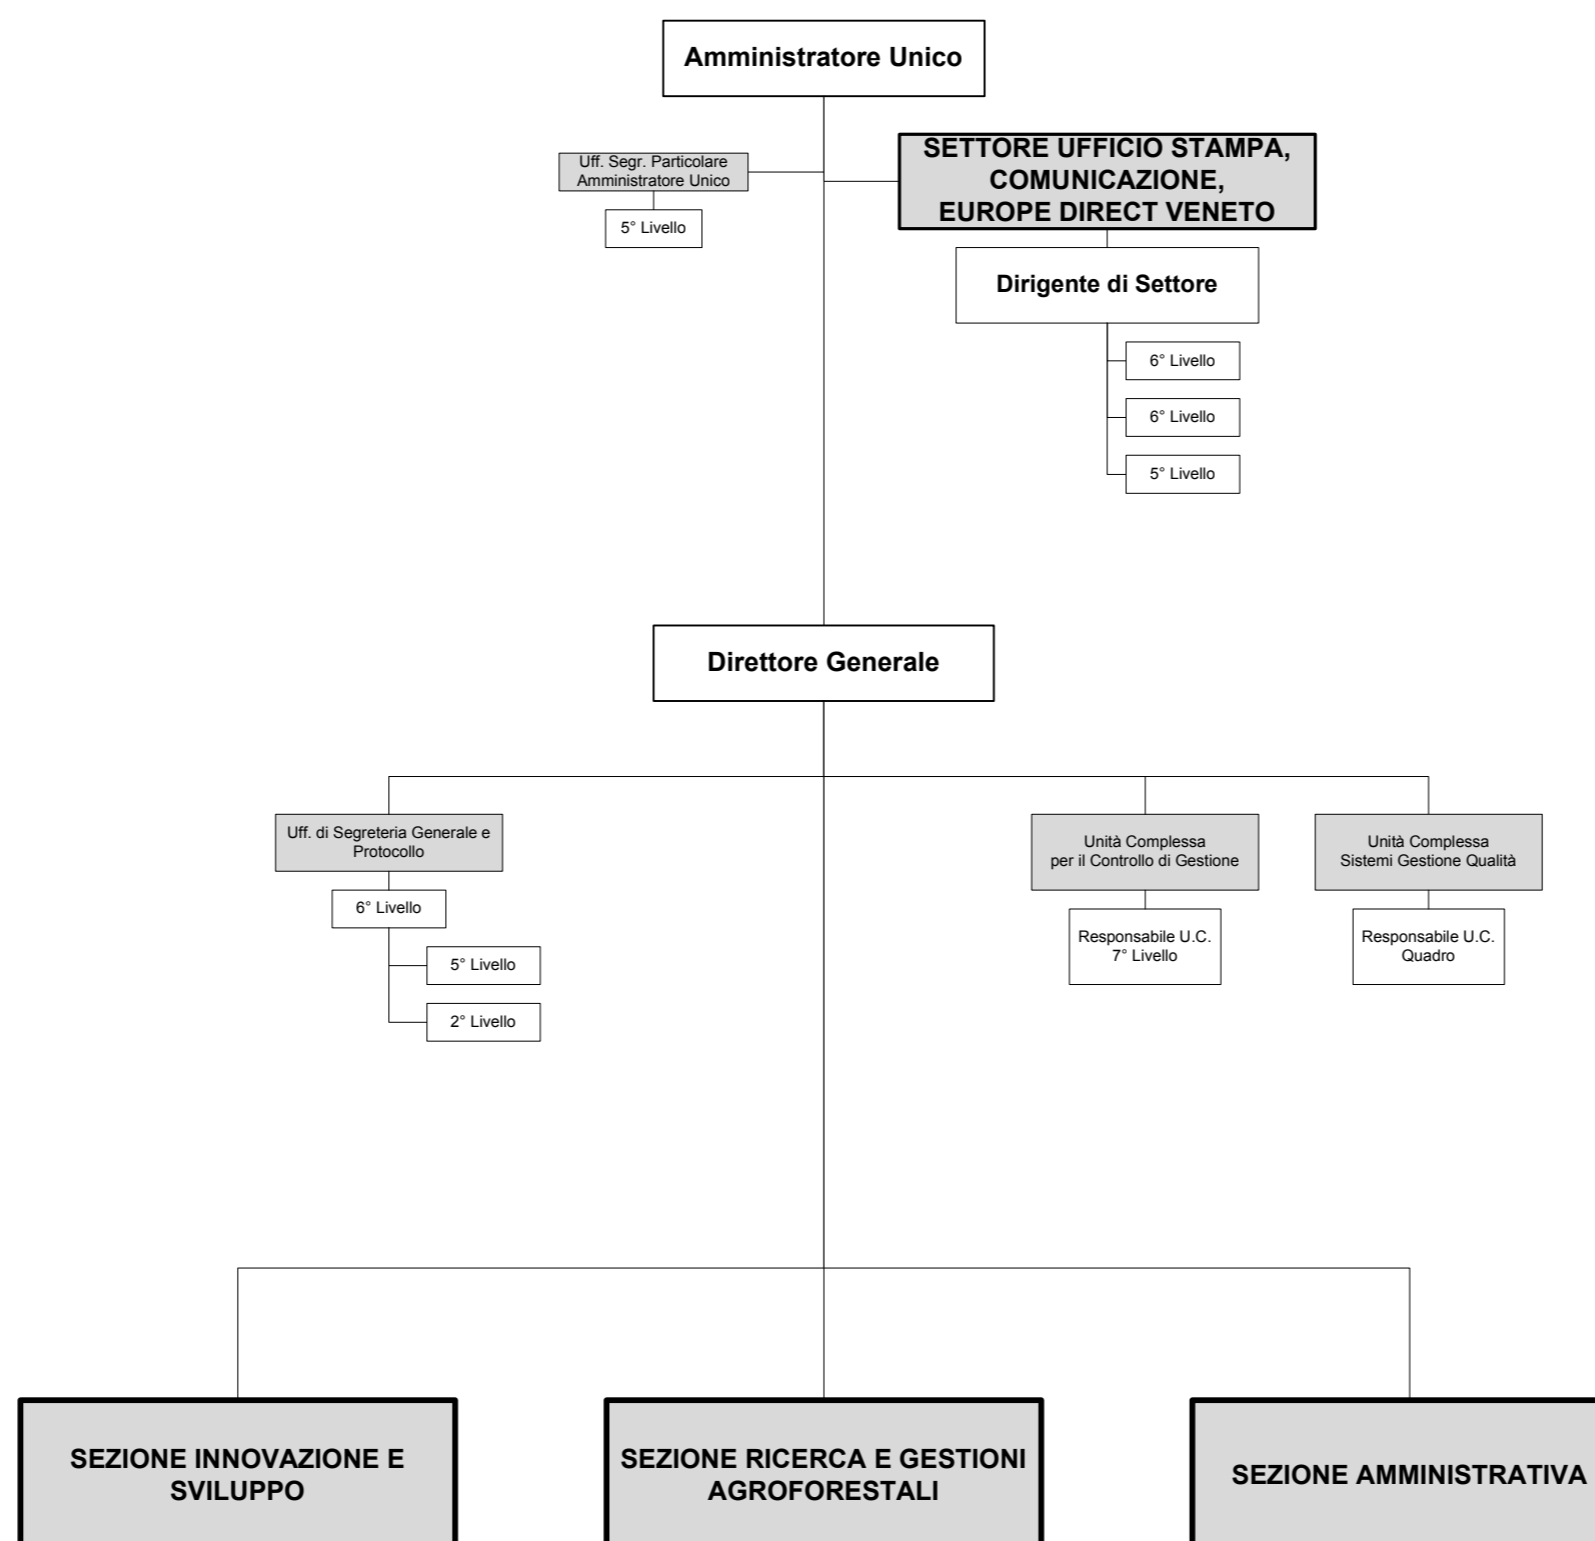 Amministratore Unico
Uff. Segr. Particolare
Amministratore Unico
5° Livello
SETTORE UFFICIO STAMPA,
COMUNICAZIONE,
EUROPE DIRECT VENETO
Dirigente di Settore
6° Livello
6° Livello
5° Livello
Direttore Generale
Uff. di Segreteria Generale e
Protocollo
6° Livello
5° Livello
2° Livello
Unità Complessa
per il Controllo di Gestione
Responsabile U.C.
7° Livello
Unità Complessa
Sistemi Gestione Qualità
Responsabile U.C.
Quadro
SEZIONE INNOVAZIONE E
SVILUPPO
SEZIONE RICERCA E GESTIONI
AGROFORESTALI
SEZIONE AMMINISTRATIVA